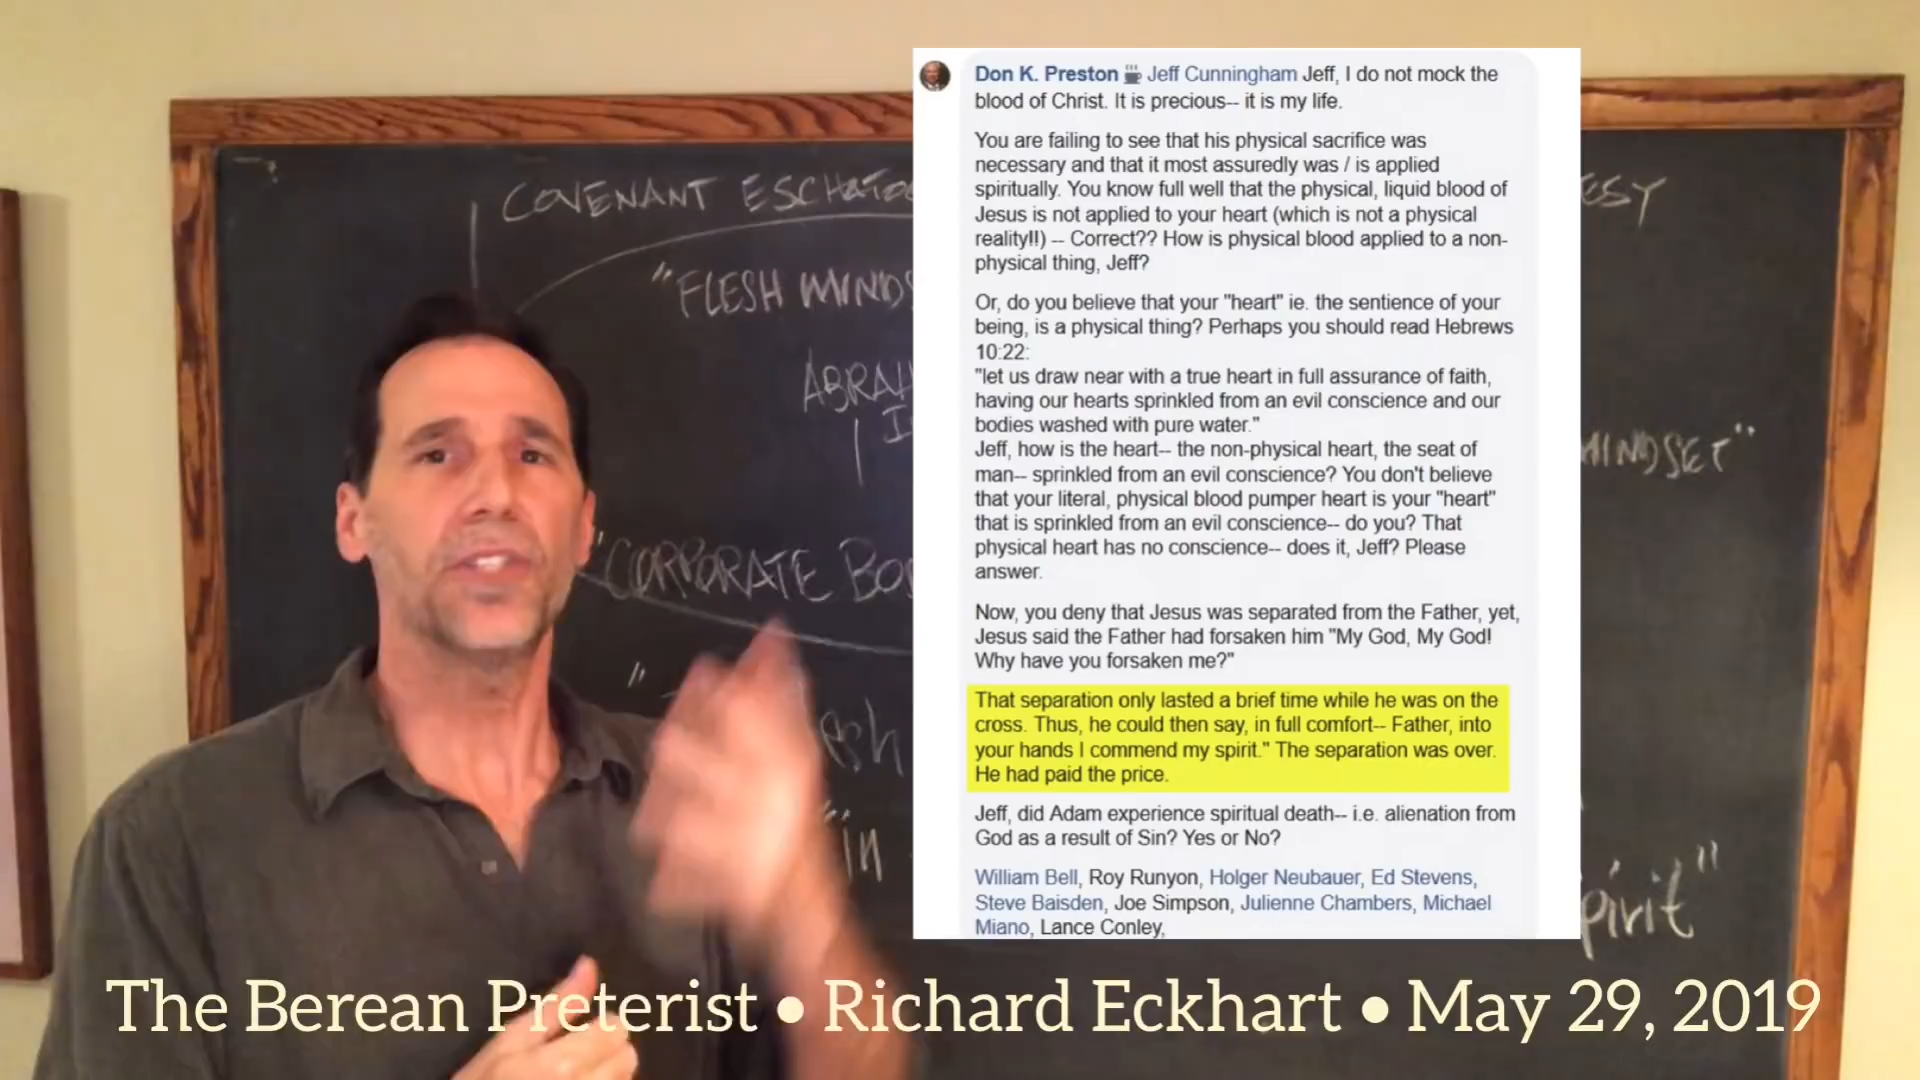 COVENANT
"FLESH
"CORPORATE
MINDSET"
Don K. Preston Jeff Cunningham Jeff, I do not mock the
blood of Christ. It is precious-- it is my life.
You are failing to see that his physical sacrifice was
necessary and that it most assuredly was / is applied
spiritually. You know full well that the physical, liquid blood of
Jesus is not applied to your heart (which is not a physical
reality!!) -- Correct?? How is physical blood applied to a non-
physical thing, Jeff?
Or, do you believe that your "heart" ie. the sentience of your
being, is a physical thing? Perhaps you should read Hebrews
10:22:
"let us draw near with a true heart in full assurance of faith,
having our hearts sprinkled from an evil conscience and our
bodies washed with pure water."
Jeff, how is the heart-- the non-physical heart, the seat of
man-- sprinkled from an evil conscience? You don't believe
that your literal, physical blood pumper heart is your "heart"
that is sprinkled from an evil conscience-- do you? That
physical heart has no conscience-- does it, Jeff? Please
answer.
Now, you deny that Jesus was separated from the Father, yet,
Jesus said the Father had forsaken him "My God, My God!
Why have you forsaken me?"
That separation only lasted a brief time while he was on the
cross. Thus, he could then say, in full comfort-- Father, into
your hands I commend my spirit." The separation was over.
He had paid the price.
Jeff, did Adam experience spiritual death-- i.e. alienation from
God as a result of Sin? Yes or No?
William Bell, Roy Runyon, Holger Neubauer, Ed Stevens,
Steve Baisden, Joe Simpson, Julienne Chambers, Michael
Miano, Lance Conley,
The Berean Preterist • Richard Eckhart • May 29, 2019